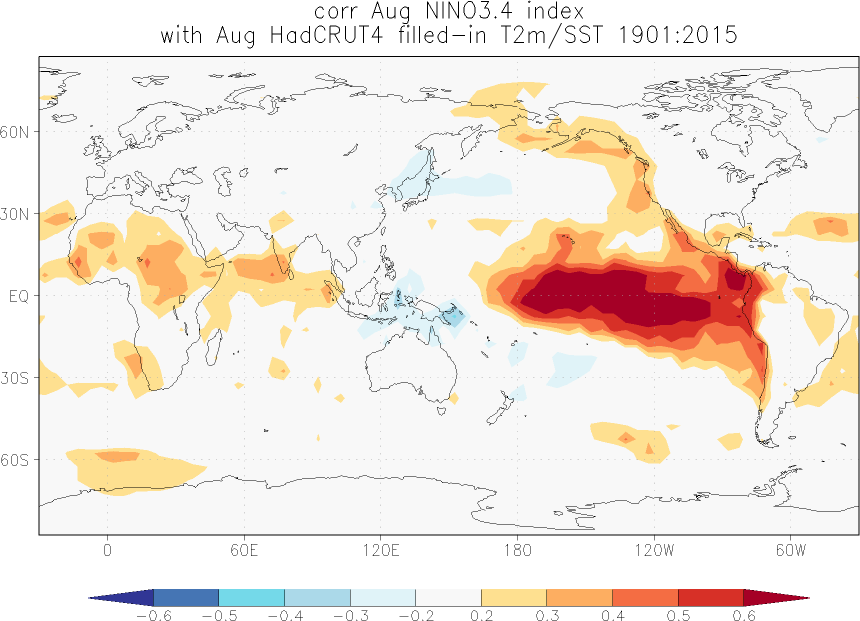 corr Aug NINO3.4 index
with Aug HadCRUT4 filled-in T2m/SST 1901:2015
60N
30N
EQ
30S
60S
0 60E 120E 180 120W 60W
-0.6 -0.5 -0.4 -0.3 -0.2 0.2 0.3 0.4 0.5 0.6